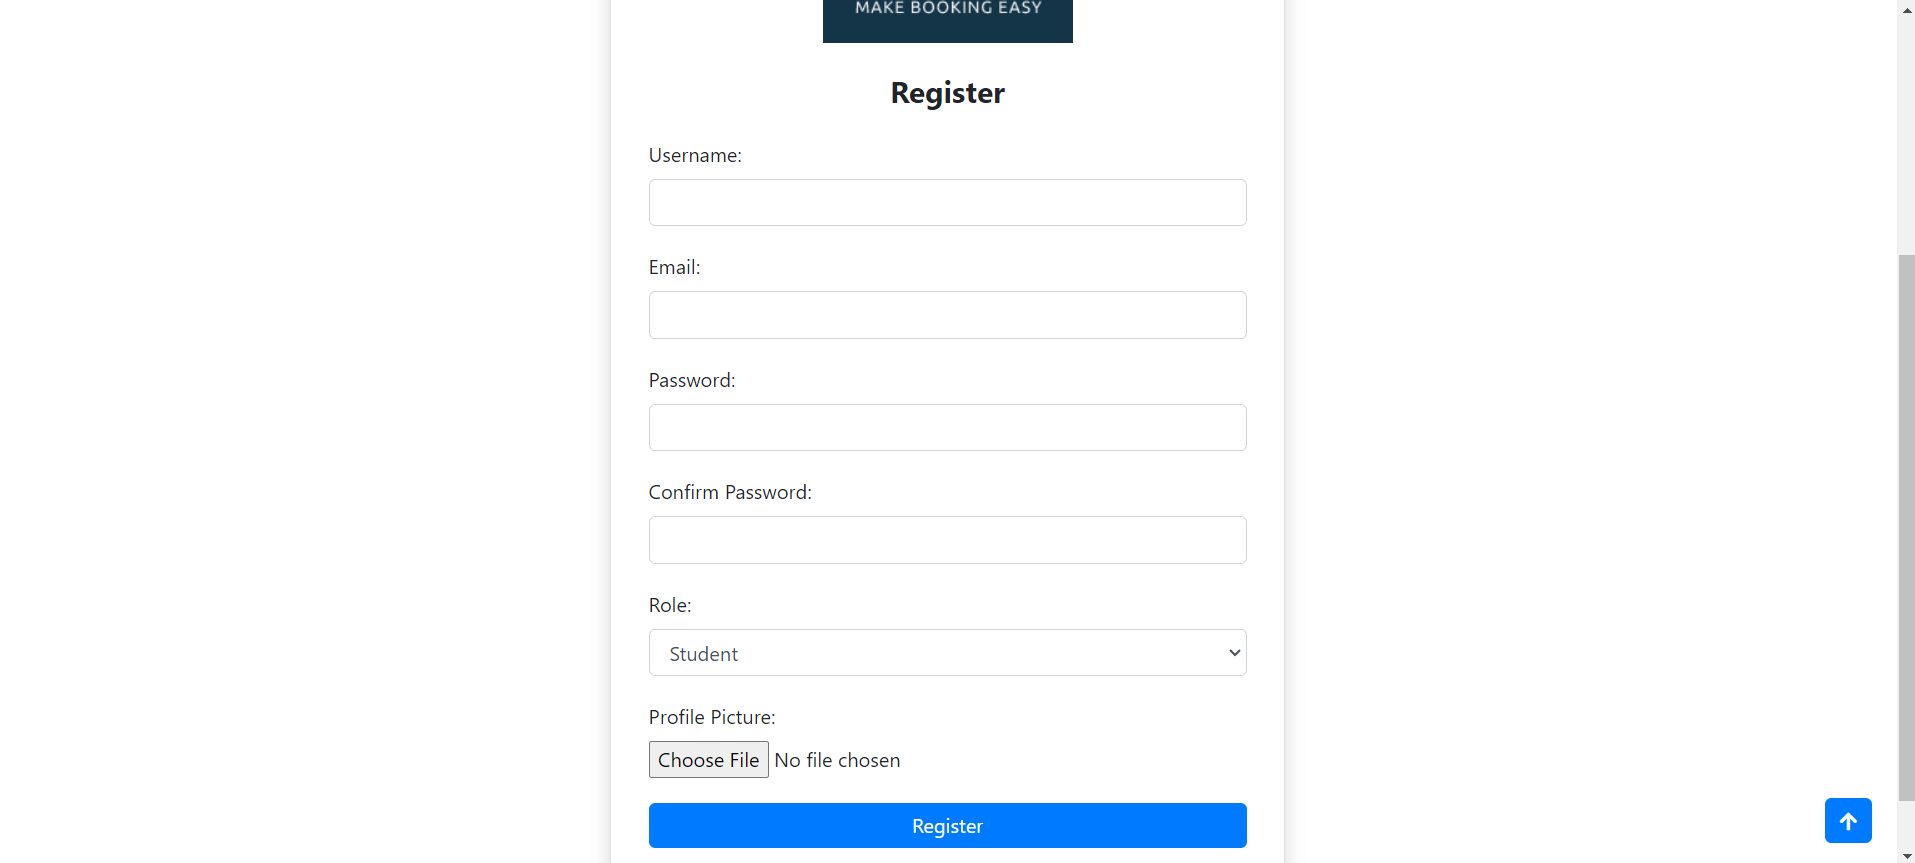 MAKE BOOKING EASY
Register
Username:
Email:
Password:
Confirm Password:
Role:
Student
Profile Picture:
Choose File No file chosen
Register